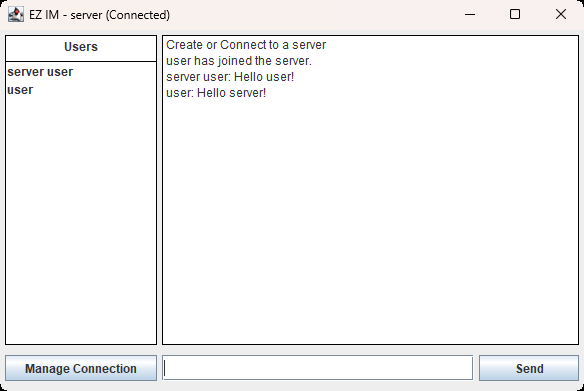 EZ IM - server (Connected)
Users
server user
user
Create or Connect to a server
user has joined the server.
server user: Hello user!
user: Hello server!
Manage Connection
Send